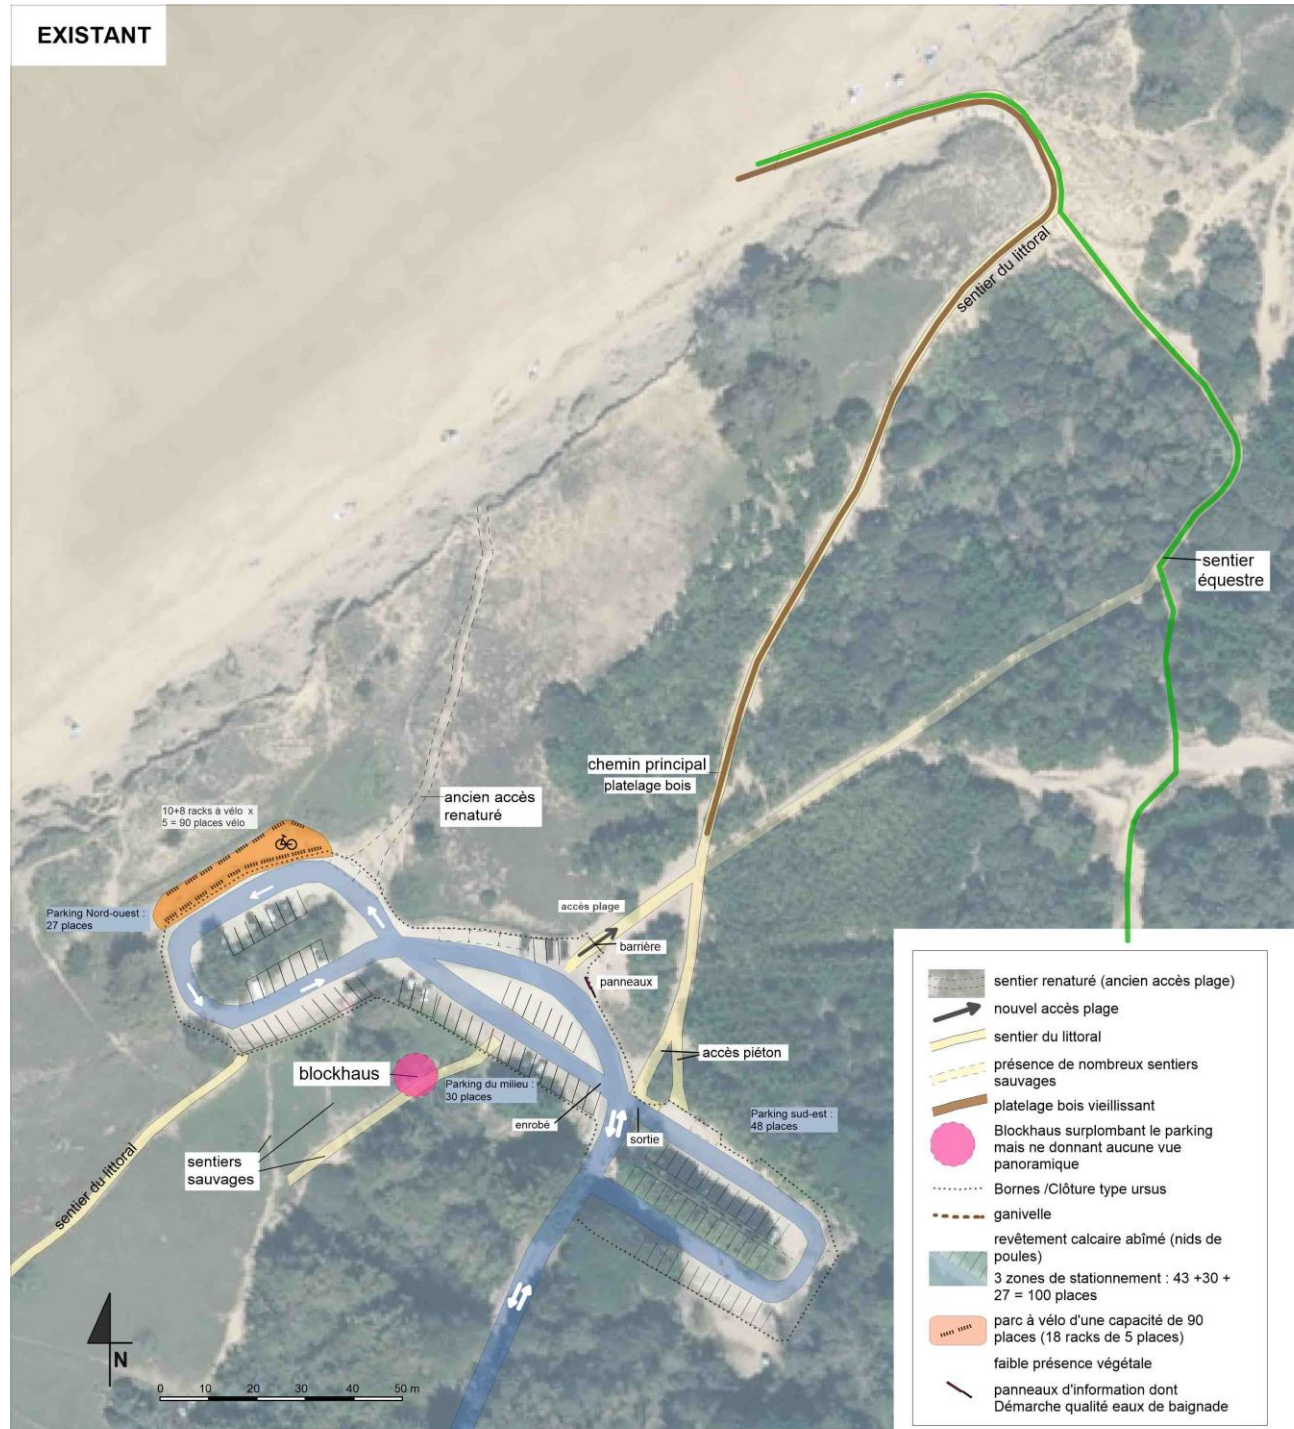 EXISTANT
sentier du littoral
sentier
équestre
chemin principal
platelage bois
ancien accès
renaturé
10+8 racks à vélo x
5 = 90 places vélo
Parking Nord-ouest :
27 places
accès plage
barrière
panneaux
accès piéton
blockhaus
Parking du milieu :
30 places
enrobé
sortie
Parking sud-est :
48 places
sentiers
sauvages
sentier du littoral
N
0 10 20 30 40 50 m
sentier renaturé (ancien accès plage)
nouvel accès plage
sentier du littoral
présence de nombreux sentiers
sauvages
platelage bois vieillissant
Blockhaus surplombant le parking
mais ne donnant aucune vue
panoramique
Bornes /Clôture type ursus
ganivelle
revêtement calcaire abîmé (nids de
poules)
3 zones de stationnement : 43 +30 +
27 = 100 places
parc à vélo d'une capacité de 90
places (18 racks de 5 places)
faible présence végétale
panneaux d'information dont
Démarche qualité eaux de baignade